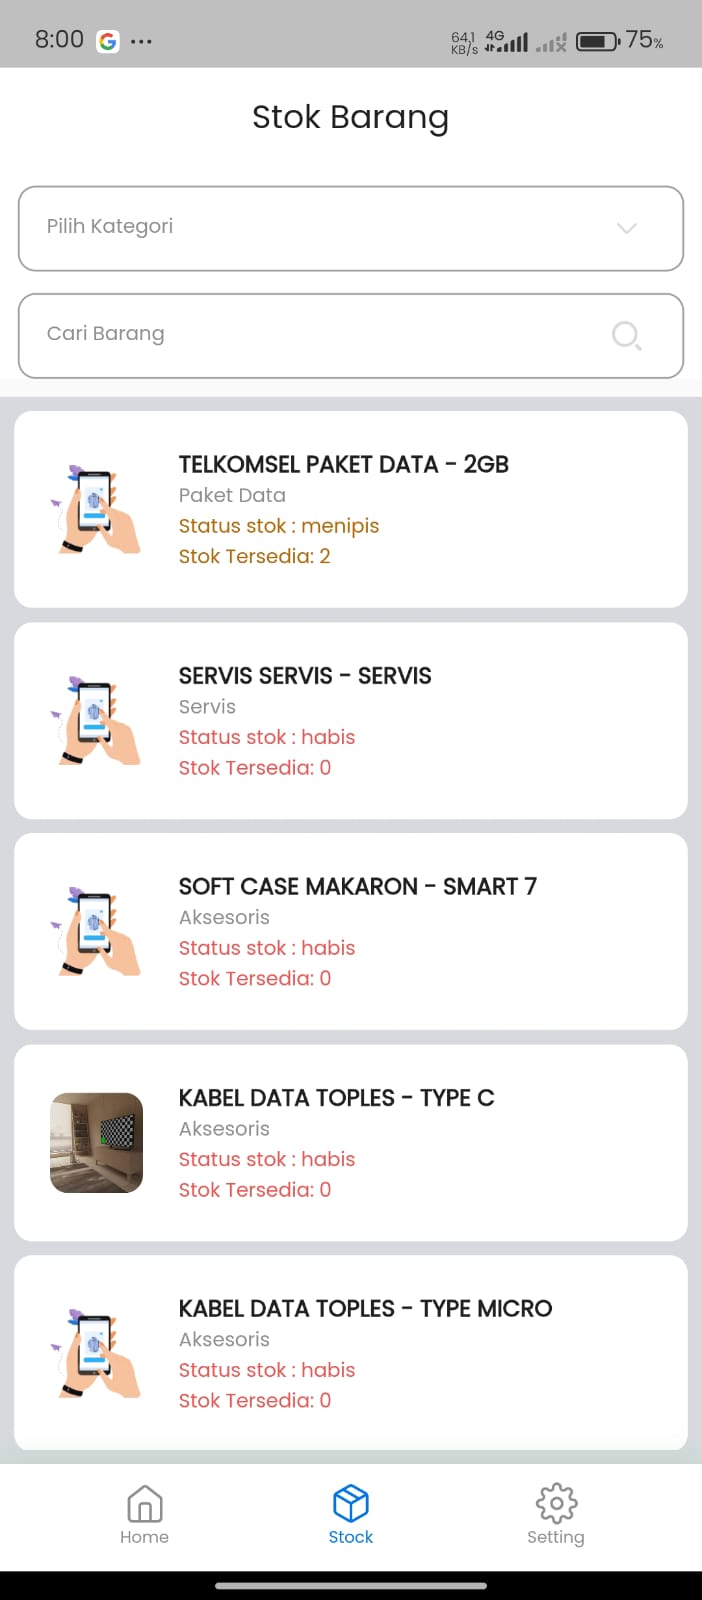 8:00
64,1
KB/s
4G
75%
Stok Barang
Pilih Kategori
Cari Barang
TELKOMSEL PAKET DATA - 2GB
Paket Data
Status stok : menipis
Stok Tersedia: 2
SERVIS SERVIS - SERVIS
Servis
Status stok : habis
Stok Tersedia: 0
SOFT CASE MAKARON - SMART 7
Aksesoris
Status stok : habis
Stok Tersedia: 0
KABEL DATA TOPLES - TYPE C
Aksesoris
Status stok : habis
Stok Tersedia: 0
KABEL DATA TOPLES - TYPE MICRO
Aksesoris
Status stok : habis
Stok Tersedia: 0
Home
Stock
Setting